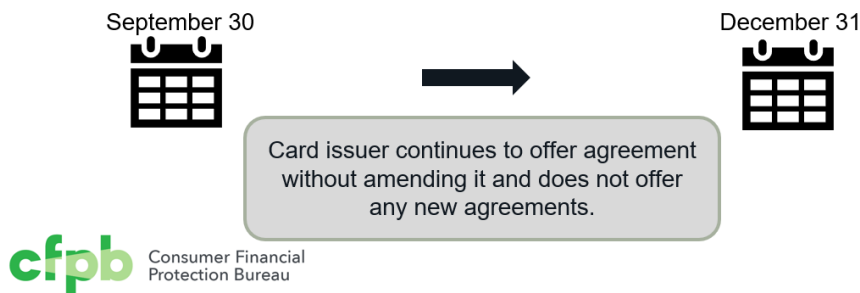 September 30
December 31
Card issuer continues to offer agreement
without amending it and does not offer
any new agreements.
cfpb
Consumer Financial
Protection Bureau